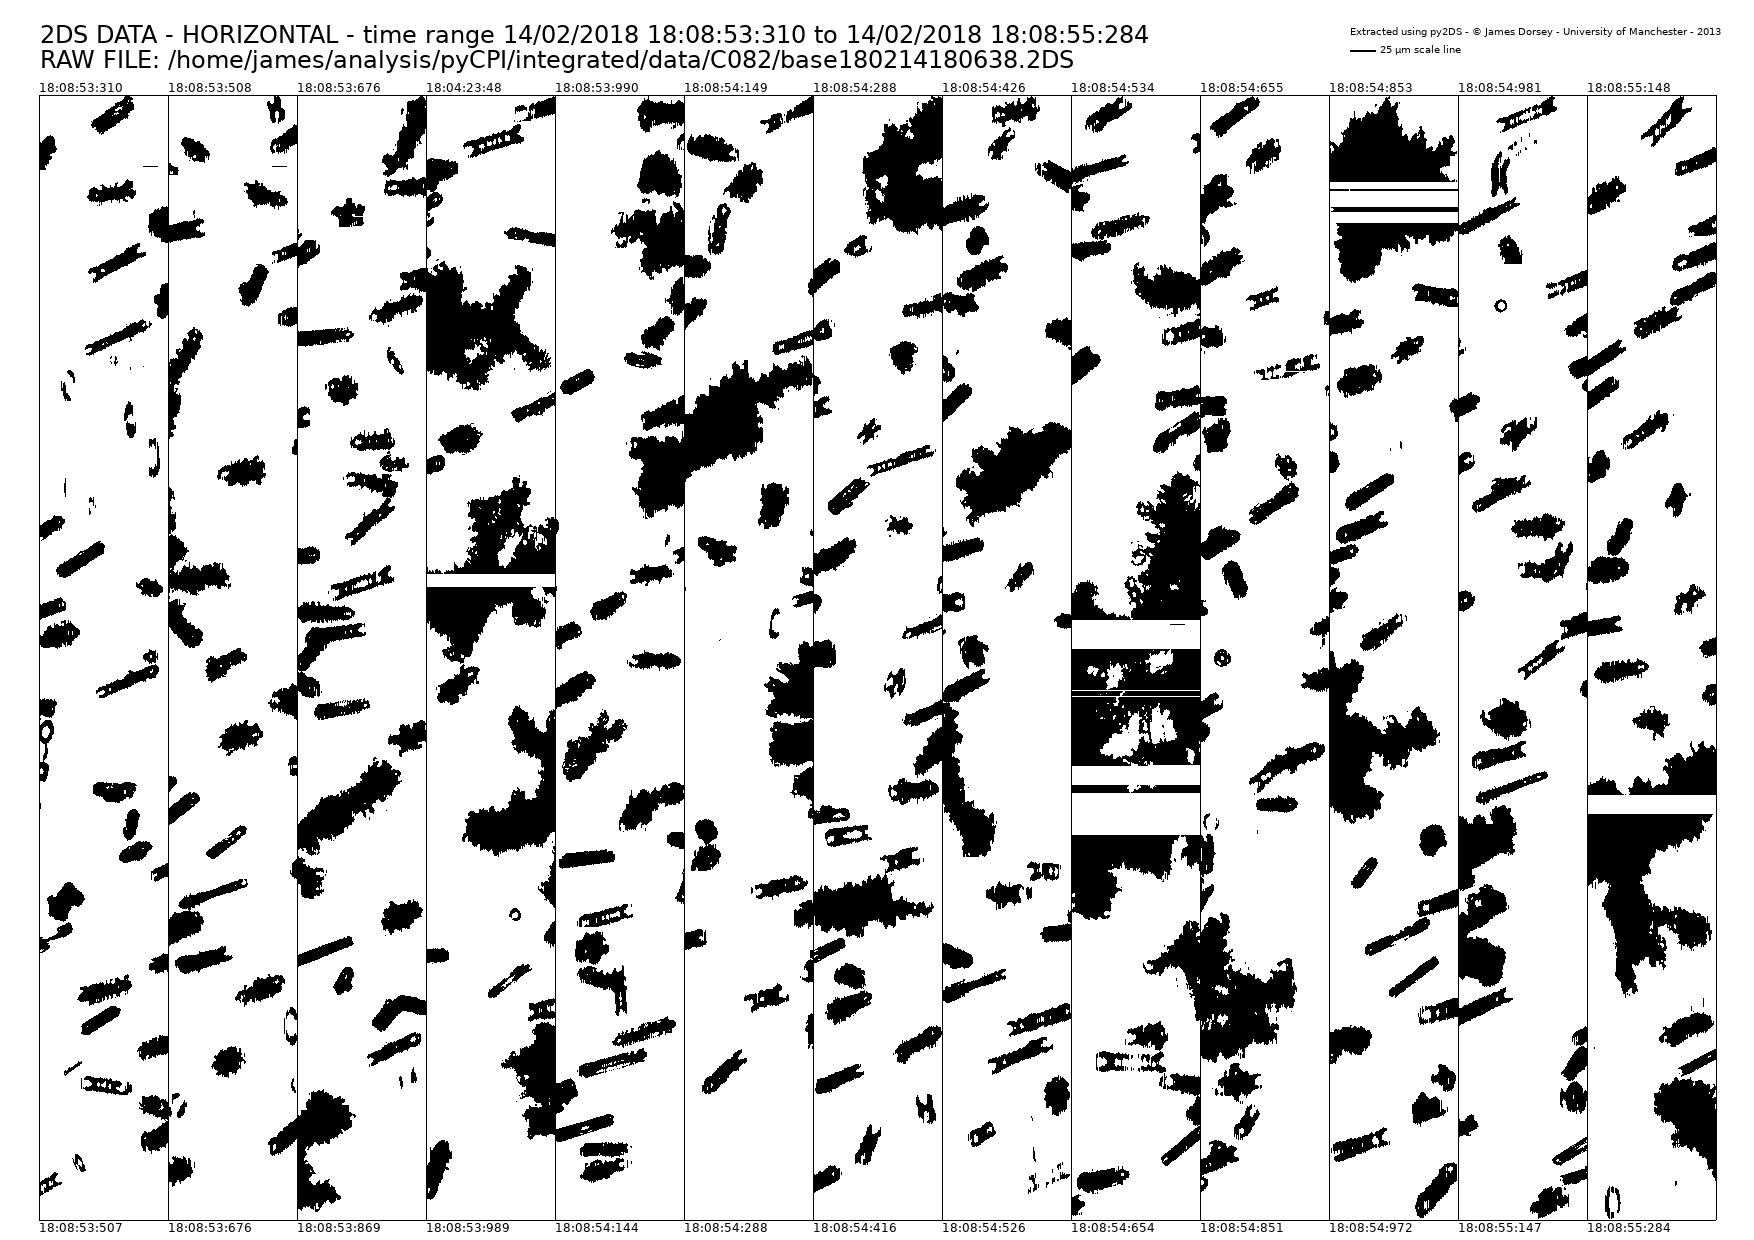 2DS DATA - HORIZONTAL - time range 14/02/2018 18:08:53:310 to 14/02/2018 18:08:55:284
RAW FILE: /home/james/analysis/pyCPI/integrated/data/C082/base180214180638.2DS
Extracted using py2DS - © James Dorsey - University of Manchester - 2013
25 µm scale line
18:08:53:310 18:08:53:508 18:08:53:676 18:04:23:48 18:08:53:990 18:08:54:149 18:08:54:288 18:08:54:426 18:08:54:534 18:08:54:655 18:08:54:853 18:08:54:981 18:08:55:148
18:08:53:507 18:08:53:676 18:08:53:869 18:08:53:989 18:08:54:144 18:08:54:288 18:08:54:416 18:08:54:526 18:08:54:654 18:08:54:851 18:08:54:972 18:08:55:147 18:08:55:284